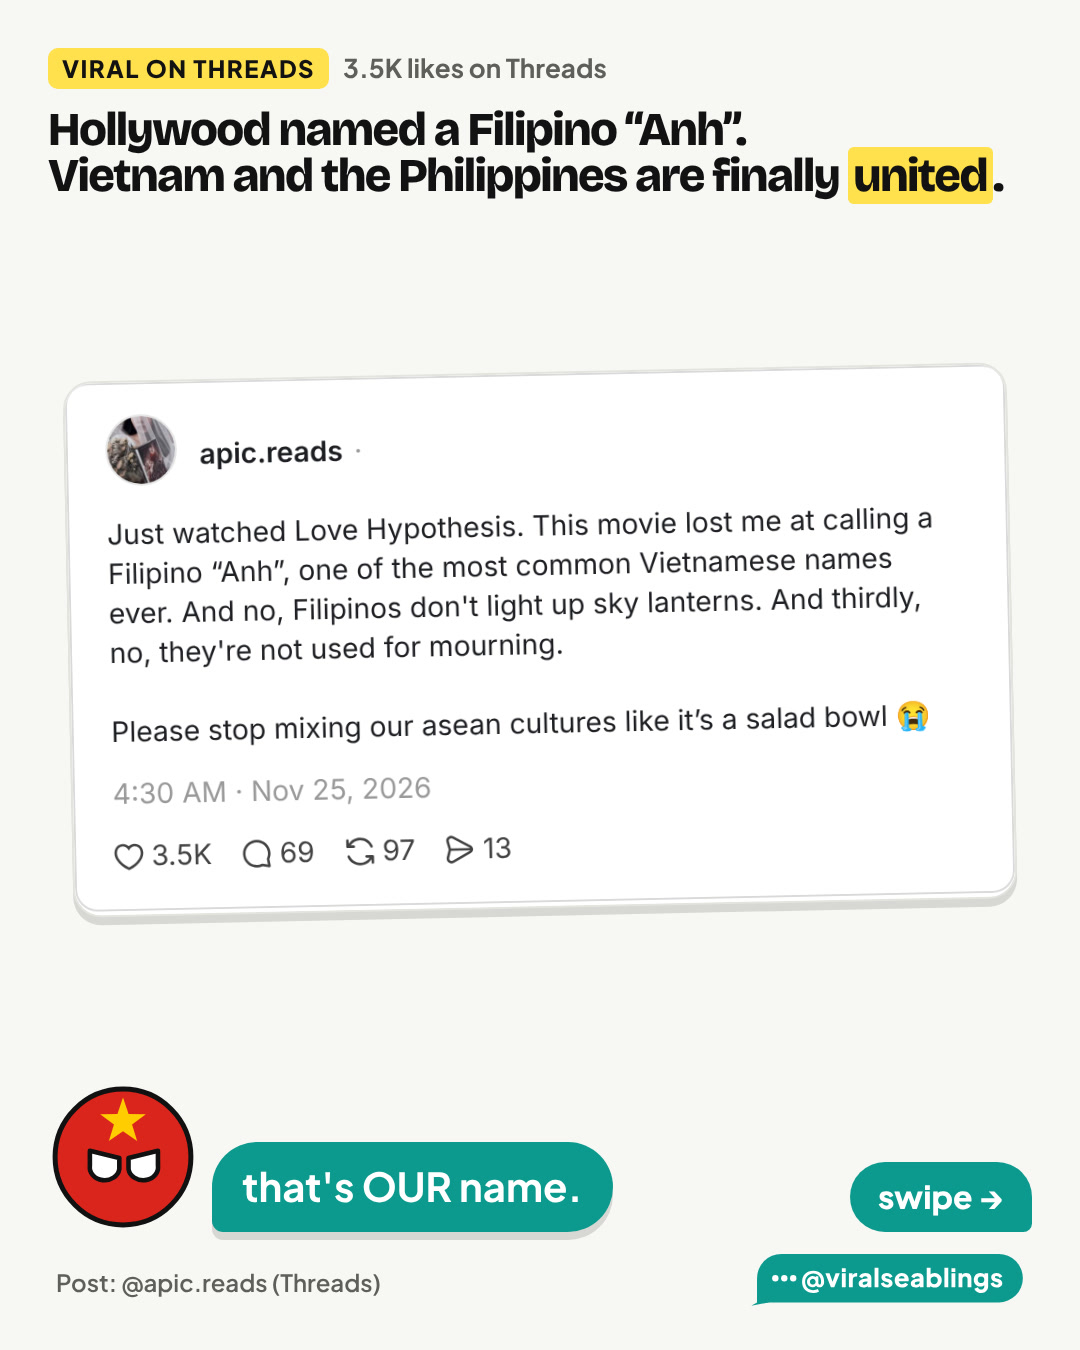 VIRAL ON THREADS 3.5K likes on Threads
Hollywood named a Filipino “Anh”.
Vietnam and the Philippines are finally united.
apic.reads ·
Just watched Love Hypothesis. This movie lost me at calling a
Filipino “Anh”, one of the most common Vietnamese names
ever. And no, Filipinos don't light up sky lanterns. And thirdly,
no, they're not used for mourning.
Please stop mixing our asean cultures like it’s a salad bowl 😭
4:30 AM · Nov 25, 2026
3.5K 69 97 13
that's OUR name.
swipe →
Post: @apic.reads (Threads)
•••@viralseablings